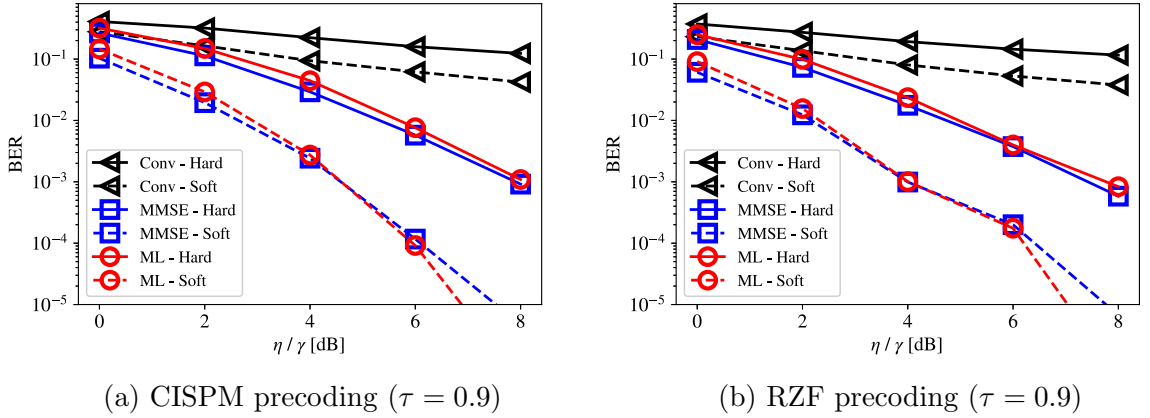 10⁻¹
10⁻²
10⁻³
10⁻⁴
10⁻⁵
BER
Conv - Hard
Conv - Soft
MMSE - Hard
MMSE - Soft
ML - Hard
ML - Soft
0 2 4 6 8
η / γ [dB]
(a) CISPM precoding (τ = 0.9)
10⁻¹
10⁻²
10⁻³
10⁻⁴
10⁻⁵
BER
Conv - Hard
Conv - Soft
MMSE - Hard
MMSE - Soft
ML - Hard
ML - Soft
0 2 4 6 8
η / γ [dB]
(b) RZF precoding (τ = 0.9)